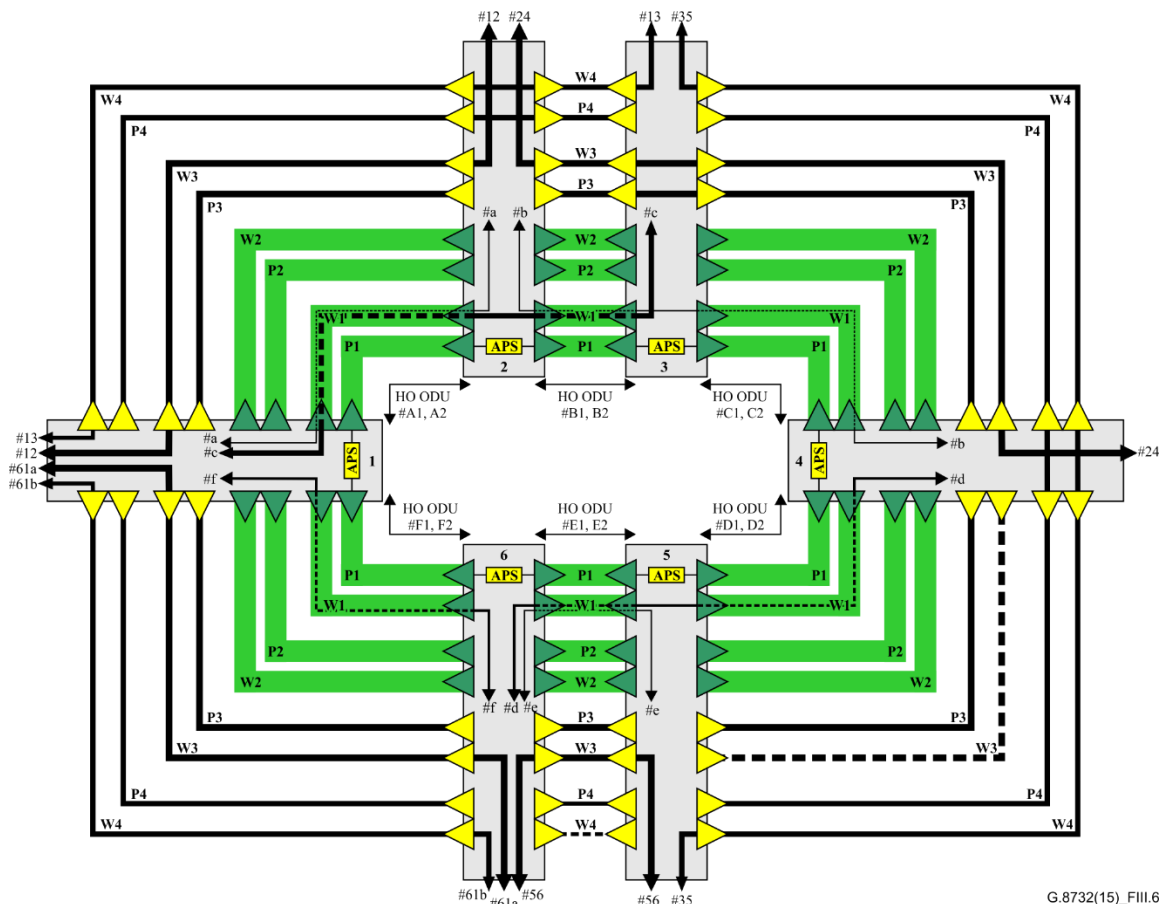 #12 #24 #13 #35
W4 W4 W4
P4 P4 P4
W3 W3 W3
P3 P3 P3
#a #b #c
W2 W2 W2
P2 P2 P2
W1 W1 W1
P1 P1 P1
APS APS
2 3
HO ODU HO ODU HO ODU
#A1, A2 #B1, B2 #C1, C2
#13 #a #b
#12 #c #24
#61a #f #d
#61b
APS 1 4 APS
HO ODU HO ODU HO ODU
#F1, F2 #E1, E2 #D1, D2
6 5
APS APS
P1 P1 P1
W1 W1 W1
P2 P2 P2
W2 W2 W2
#f #d #e #e
P3 P3 P3
W3 W3 W3
P4 P4 P4
W4 W4 W4
#61b #61a #56 #56 #35
G.8732(15)_FIII.6